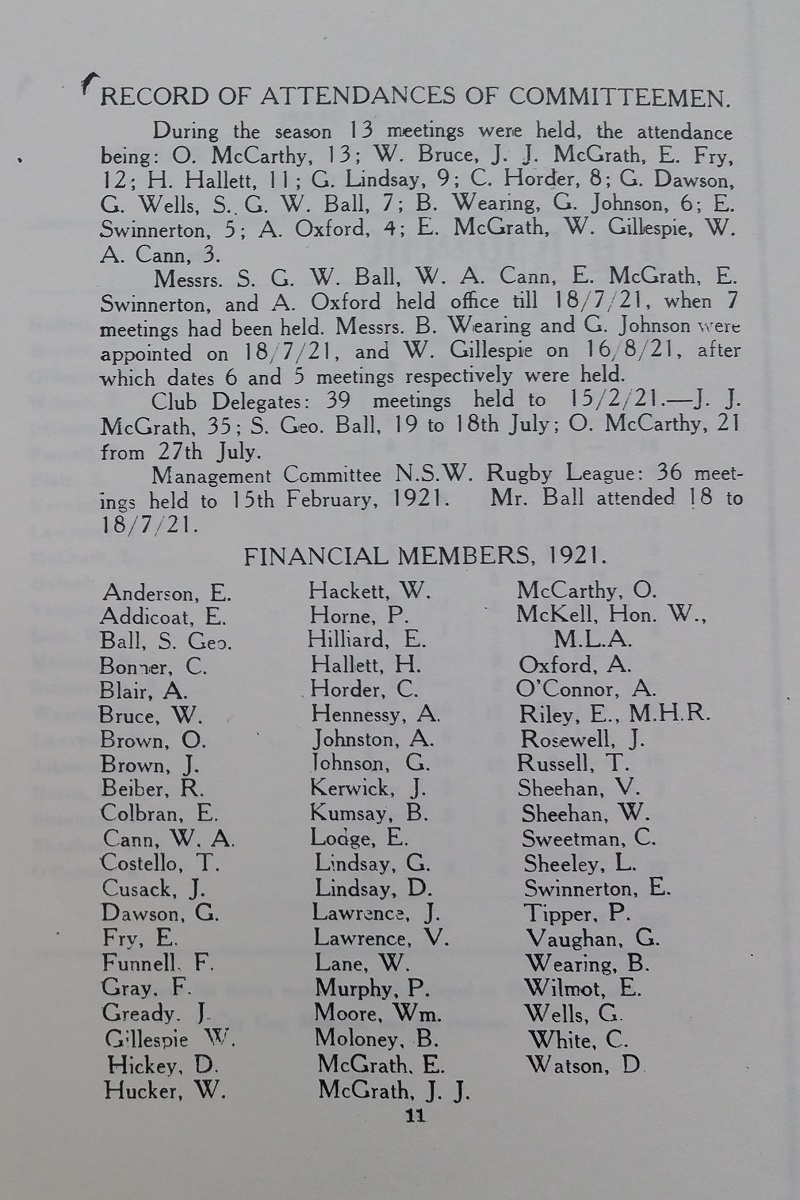 RECORD OF ATTENDANCES OF COMMITTEEMEN.
During the season 13 meetings were held, the attendance
being: O. McCarthy, 13; W. Bruce, J. J. McGrath, E. Fry,
12; H. Hallett, 11; G. Lindsay, 9; C. Horder, 8; G. Dawson,
G. Wells, S. G. W. Ball, 7; B. Wearing, G. Johnson, 6; E.
Swinnerton, 5; A. Oxford, 4; E. McGrath, W. Gillespie, W.
A. Cann, 3.
Messrs. S. G. W. Ball, W. A. Cann, E. McGrath, E.
Swinnerton, and A. Oxford held office till 18/7/21, when 7
meetings had been held. Messrs. B. Wearing and G. Johnson were
appointed on 18/7/21, and W. Gillespie on 16/8/21, after
which dates 6 and 5 meetings respectively were held.
Club Delegates: 39 meetings held to 15/2/21.—J. J.
McGrath, 35; S. Geo. Ball, 19 to 18th July; O. McCarthy, 21
from 27th July.
Management Committee N.S.W. Rugby League: 36 meet-
ings held to 15th February, 1921. Mr. Ball attended 18 to
18/7/21.
FINANCIAL MEMBERS, 1921.
Anderson, E.
Addicoat, E.
Ball, S. Geo.
Bonner, C.
Blair, A.
Bruce, W.
Brown, O.
Brown, J.
Beiber, R.
Colbran, E.
Cann, W. A.
Costello, T.
Cusack, J.
Dawson, G.
Fry, E.
Funnell, F.
Gray, F.
Gready, J.
Gillespie W.
Hickey, D.
Hucker, W.
Hackett, W.
Horne, P.
Hilliard, E.
Hallett, H.
Horder, C.
Hennessy, A.
Johnston, A.
Johnson, G.
Kerwick, J.
Kumsay, B.
Lodge, E.
Lindsay, G.
Lindsay, D.
Lawrence, J.
Lawrence, V.
Lane, W.
Murphy, P.
Moore, Wm.
Moloney, B.
McGrath, E.
McGrath, J. J.
McCarthy, O.
McKell, Hon. W.,
M.L.A.
Oxford, A.
O'Connor, A.
Riley, E., M.H.R.
Rosewell, J.
Russell, T.
Sheehan, V.
Sheehan, W.
Sweetman, C.
Sheeley, L.
Swinnerton, E.
Tipper, P.
Vaughan, G.
Wearing, B.
Wilmot, E.
Wells, G.
White, C.
Watson, D
11